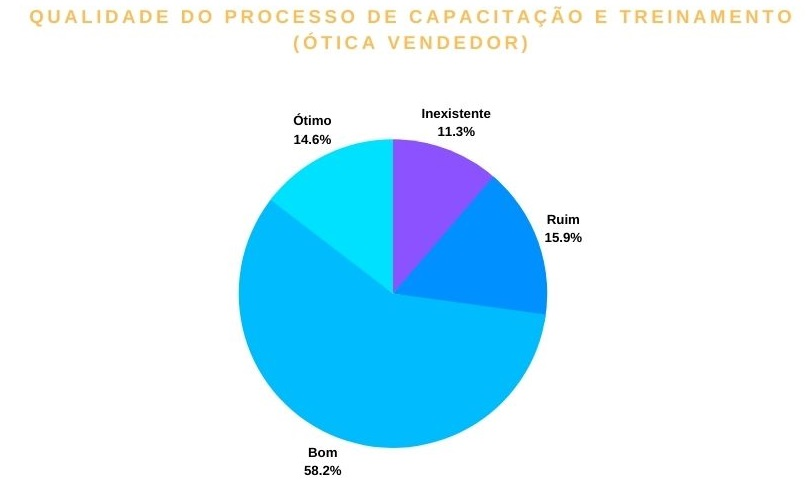 QUALIDADE DO PROCESSO DE CAPACITAÇÃO E TREINAMENTO
(ÓTICA VENDEDOR)
Inexistente
11.3%
Ótimo
14.6%
Ruim
15.9%
Bom
58.2%